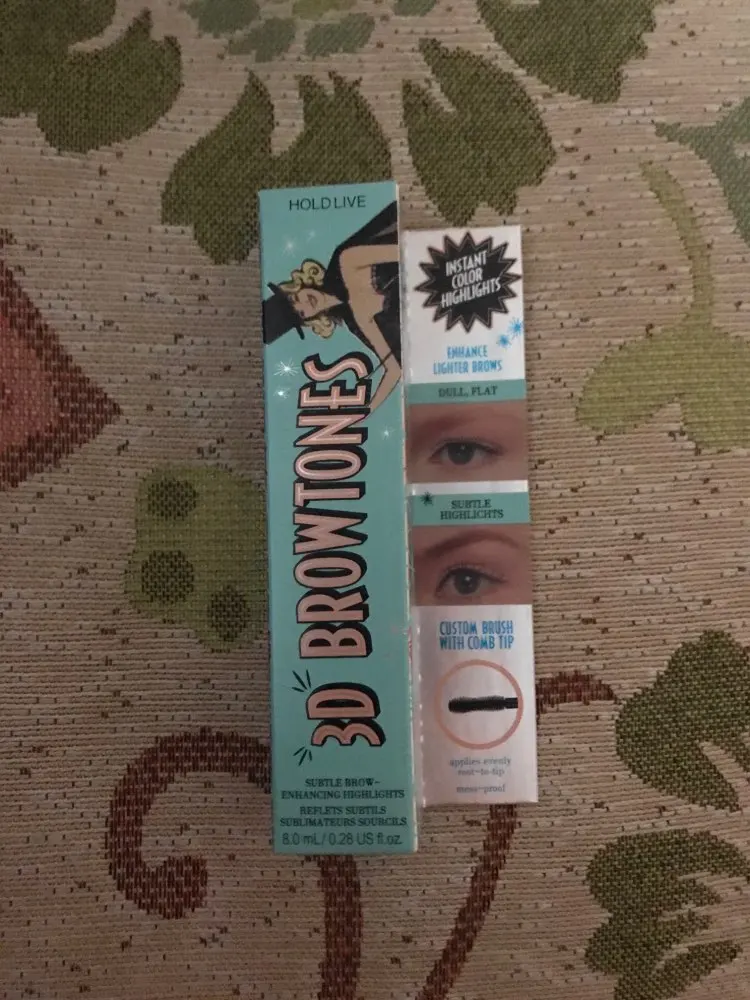 HOLD LIVE
3D BROWTONES
SUBTLE BROW-
ENHANCING HIGHLIGHTS
REFLETS SUBTILS
SUBLIMATEURS SOURCILS
8.0 mL/0.28 US fl.oz.
INSTANT
COLOR
HIGHLIGHTS
ENHANCE
LIGHTER BROWS
DULL, FLAT
SUBTLE
HIGHLIGHTS
CUSTOM BRUSH
WITH COMB TIP
applies evenly
root-to-tip
mess-proof